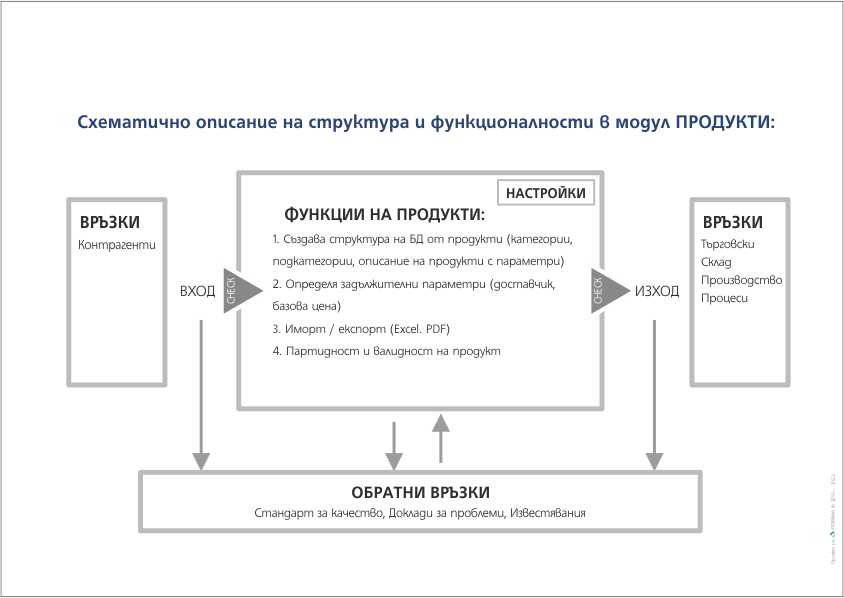 Схематично описание на структура и функционалности в модул ПРОДУКТИ:
ВРЪЗКИ
Контрагенти
ВХОД
CHECK
НАСТРОЙКИ
ФУНКЦИИ НА ПРОДУКТИ:
1. Създава структура на БД от продукти (категории,
подкатегории, описание на продукти с параметри)
2. Определя задължителни параметри (доставчик,
базова цена)
3. Иморт / експорт (Excel. PDF)
4. Партидност и валидност на продукт
CHECK
ИЗХОД
ВРЪЗКИ
Търговски
Склад
Производство
Процеси
ОБРАТНИ ВРЪЗКИ
Стандарт за качество, Доклади за проблеми, Известявания